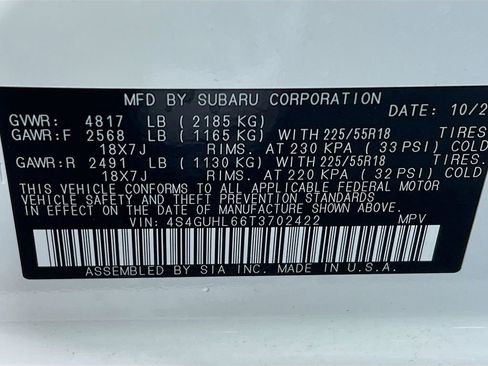 MFD BY SUBARU CORPORATION
GVWR: 4817 LB (2185 KG) DATE: 10/2
GAWR:F 2568 LB (1165 KG) WITH 225/55R18 TIRES
18X7J RIMS. AT 230 KPA (33 PSI) COLD
GAWR:R 2491 LB (1130 KG) WITH 225/55R18 TIRES
18X7J RIMS. AT 220 KPA (32 PSI) COLD
THIS VEHICLE CONFORMS TO ALL APPLICABLE FEDERAL MOTOR
VEHICLE SAFETY AND THEFT PREVENTION STANDARDS
IN EFFECT ON THE DATE OF MANUFACTURE SHOWN ABOVE.
VIN: 4S4GUHL66T3702422 MPV
ASSEMBLED BY SIA INC. MADE IN U.S.A.